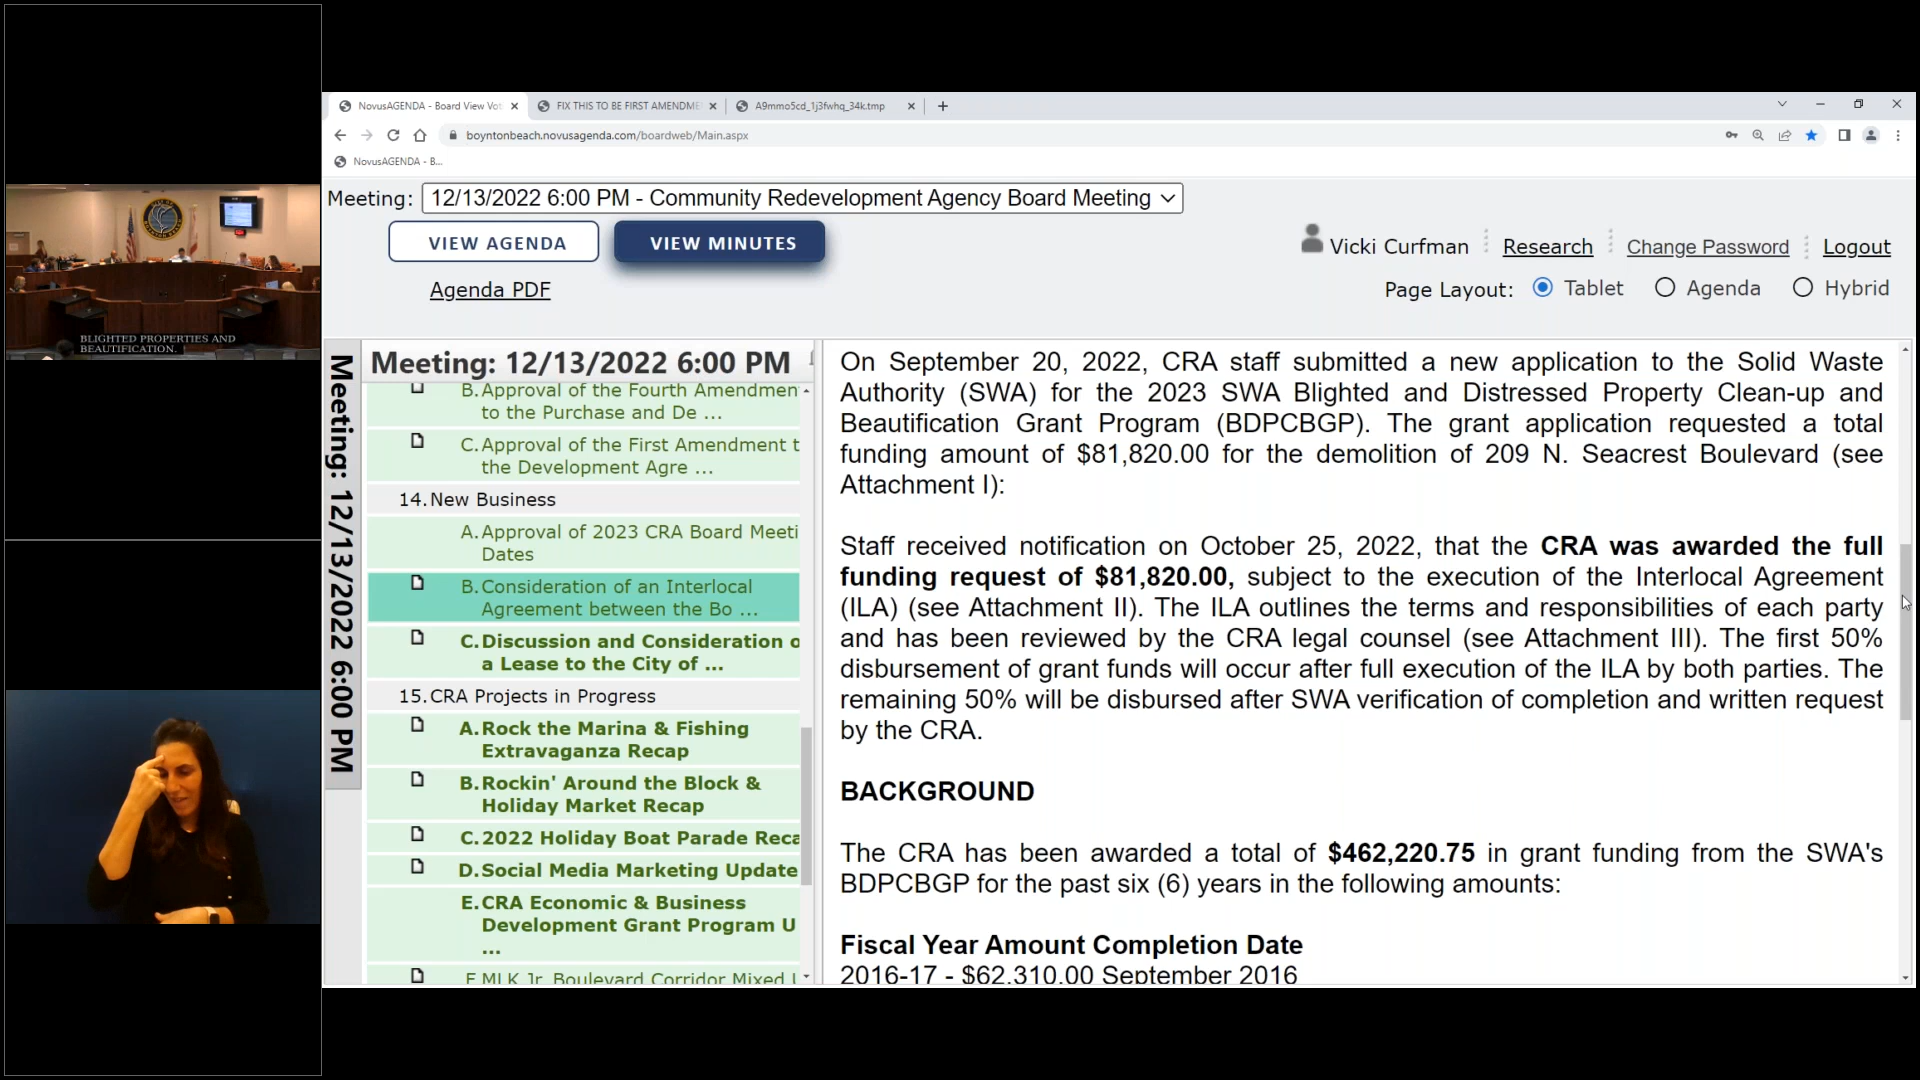 NovusAGENDA - Board View Vot
FIX THIS TO BE FIRST AMENDME
A9mmo5cd_1j3fwhq_34k.tmp
boyntonbeach.novusagenda.com/boardweb/Main.aspx
NovusAGENDA - B...
Meeting: 12/13/2022 6:00 PM - Community Redevelopment Agency Board Meeting
VIEW AGENDA
VIEW MINUTES
Agenda PDF
Vicki Curfman
Research
Change Password
Logout
Page Layout: Tablet Agenda Hybrid
BLIGHTED PROPERTIES AND
BEAUTIFICATION.
Meeting: 12/13/2022 6:00 PM
Meeting: 12/13/2022 6:00 PM
B. Approval of the Fourth Amendmen
to the Purchase and De ...
C. Approval of the First Amendment t
the Development Agre ...
14. New Business
A. Approval of 2023 CRA Board Meeti
Dates
B. Consideration of an Interlocal
Agreement between the Bo ...
C. Discussion and Consideration o
a Lease to the City of ...
15. CRA Projects in Progress
A. Rock the Marina & Fishing
Extravaganza Recap
B. Rockin' Around the Block &
Holiday Market Recap
C. 2022 Holiday Boat Parade Reca
D. Social Media Marketing Update
E. CRA Economic & Business
Development Grant Program U
...
F. MLK Jr. Boulevard Corridor Mixed U
On September 20, 2022, CRA staff submitted a new application to the Solid Waste
Authority (SWA) for the 2023 SWA Blighted and Distressed Property Clean-up and
Beautification Grant Program (BDPCBGP). The grant application requested a total
funding amount of $81,820.00 for the demolition of 209 N. Seacrest Boulevard (see
Attachment I):
Staff received notification on October 25, 2022, that the CRA was awarded the full
funding request of $81,820.00, subject to the execution of the Interlocal Agreement
(ILA) (see Attachment II). The ILA outlines the terms and responsibilities of each party
and has been reviewed by the CRA legal counsel (see Attachment III). The first 50%
disbursement of grant funds will occur after full execution of the ILA by both parties. The
remaining 50% will be disbursed after SWA verification of completion and written request
by the CRA.
BACKGROUND
The CRA has been awarded a total of $462,220.75 in grant funding from the SWA's
BDPCBGP for the past six (6) years in the following amounts:
Fiscal Year Amount Completion Date
2016-17 - $62,310.00 September 2016